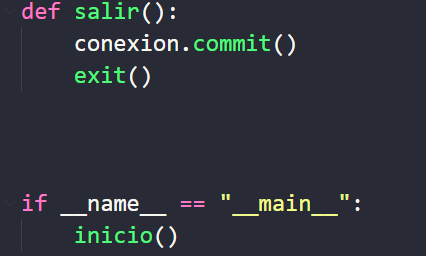 def salir():
    conexion.commit()
    exit()
if __name__ == "__main__":
    inicio()